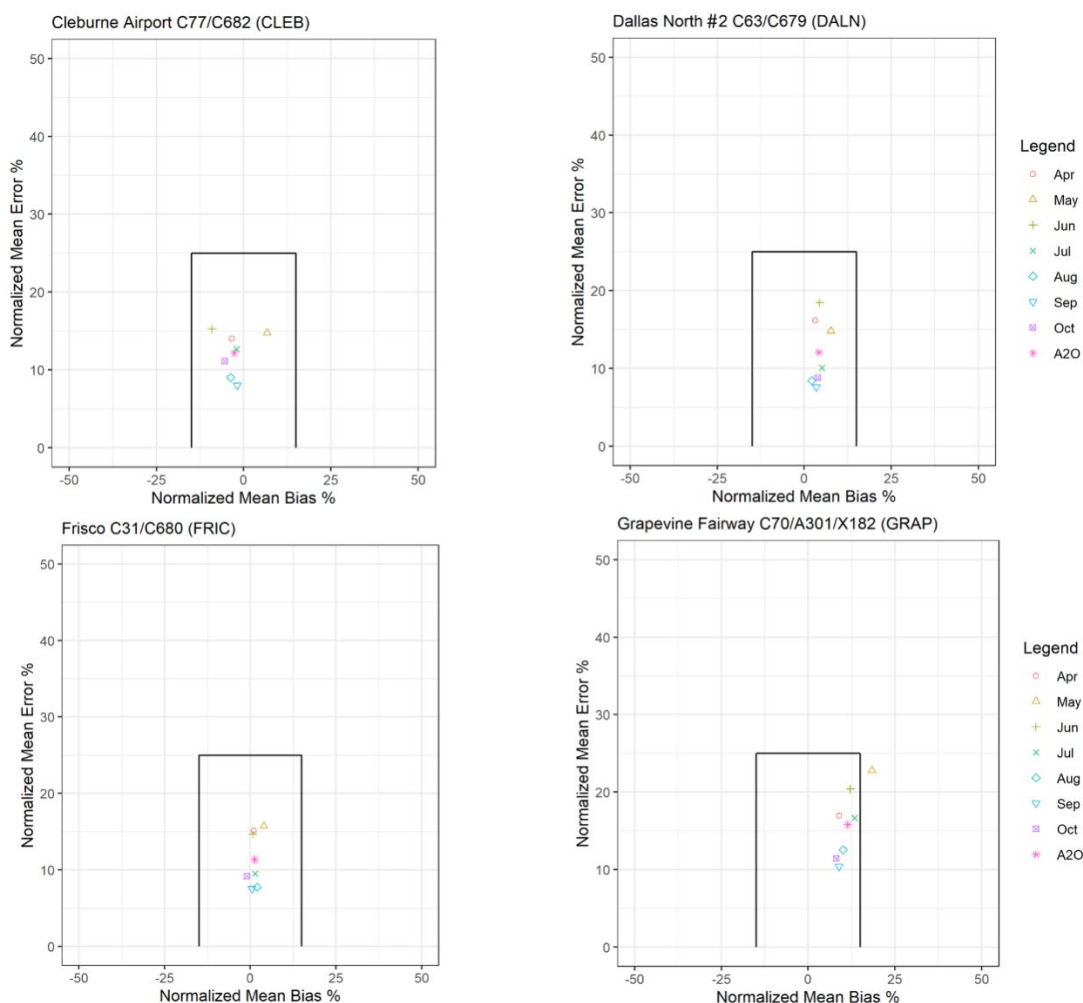 Cleburne Airport C77/C682 (CLEB)
50
40
30
20
10
0
Normalized Mean Error %
-50 -25 0 25 50
Normalized Mean Bias %
Dallas North #2 C63/C679 (DALN)
50
40
30
20
10
0
Normalized Mean Error %
-50 -25 0 25 50
Normalized Mean Bias %
Legend
Apr
May
Jun
Jul
Aug
Sep
Oct
A2O
Frisco C31/C680 (FRIC)
50
40
30
20
10
0
Normalized Mean Error %
-50 -25 0 25 50
Normalized Mean Bias %
Grapevine Fairway C70/A301/X182 (GRAP)
50
40
30
20
10
0
Normalized Mean Error %
-50 -25 0 25 50
Normalized Mean Bias %
Legend
Apr
May
Jun
Jul
Aug
Sep
Oct
A2O